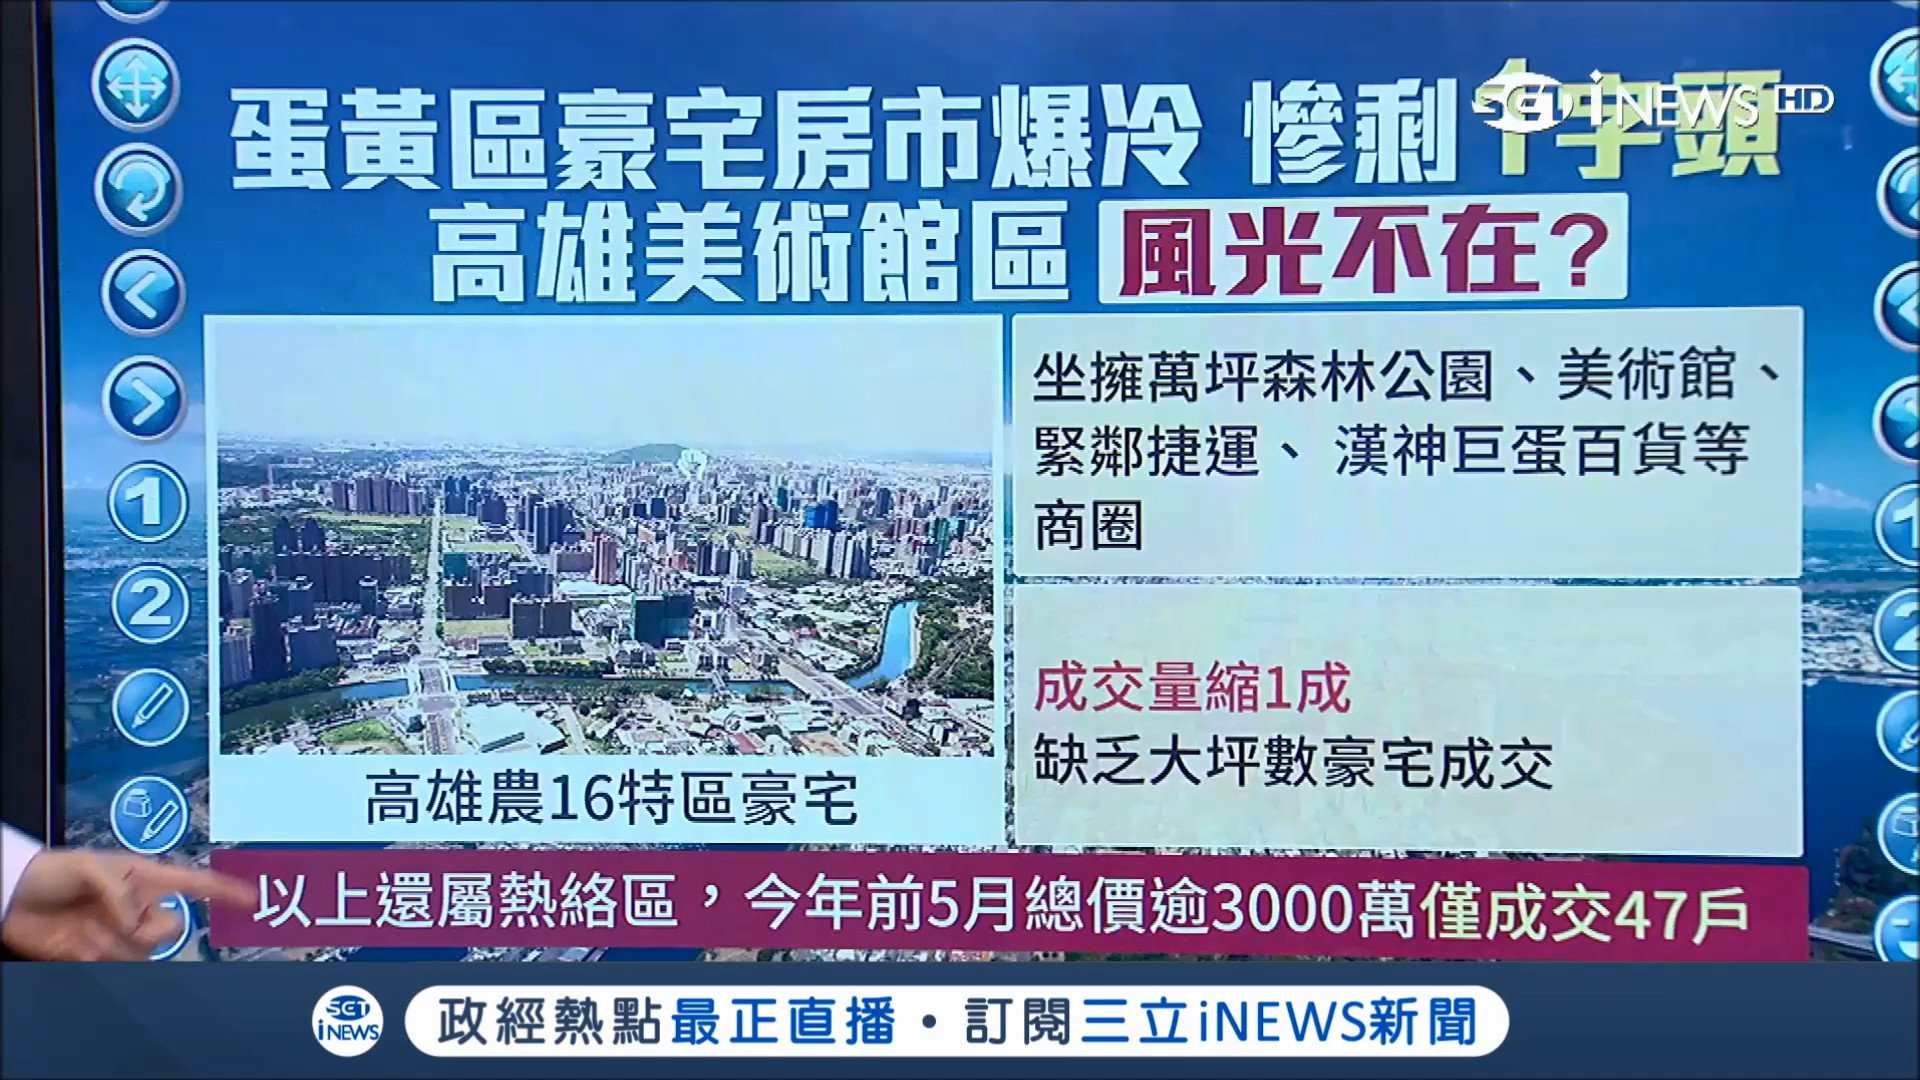 SET iNEWS HD
蛋黃區豪宅房市爆冷 慘剩字頭
高雄美術館區 風光不在?
坐擁萬坪森林公園、美術館、
緊鄰捷運、漢神巨蛋百貨等
商圈
成交量縮1成
缺乏大坪數豪宅成交
高雄農16特區豪宅
以上還屬熱絡區，今年前5月總價逾3000萬僅成交47戶
1
2
1
2
SET iNEWS
政經熱點最正直播・訂閱三立iNEWS新聞